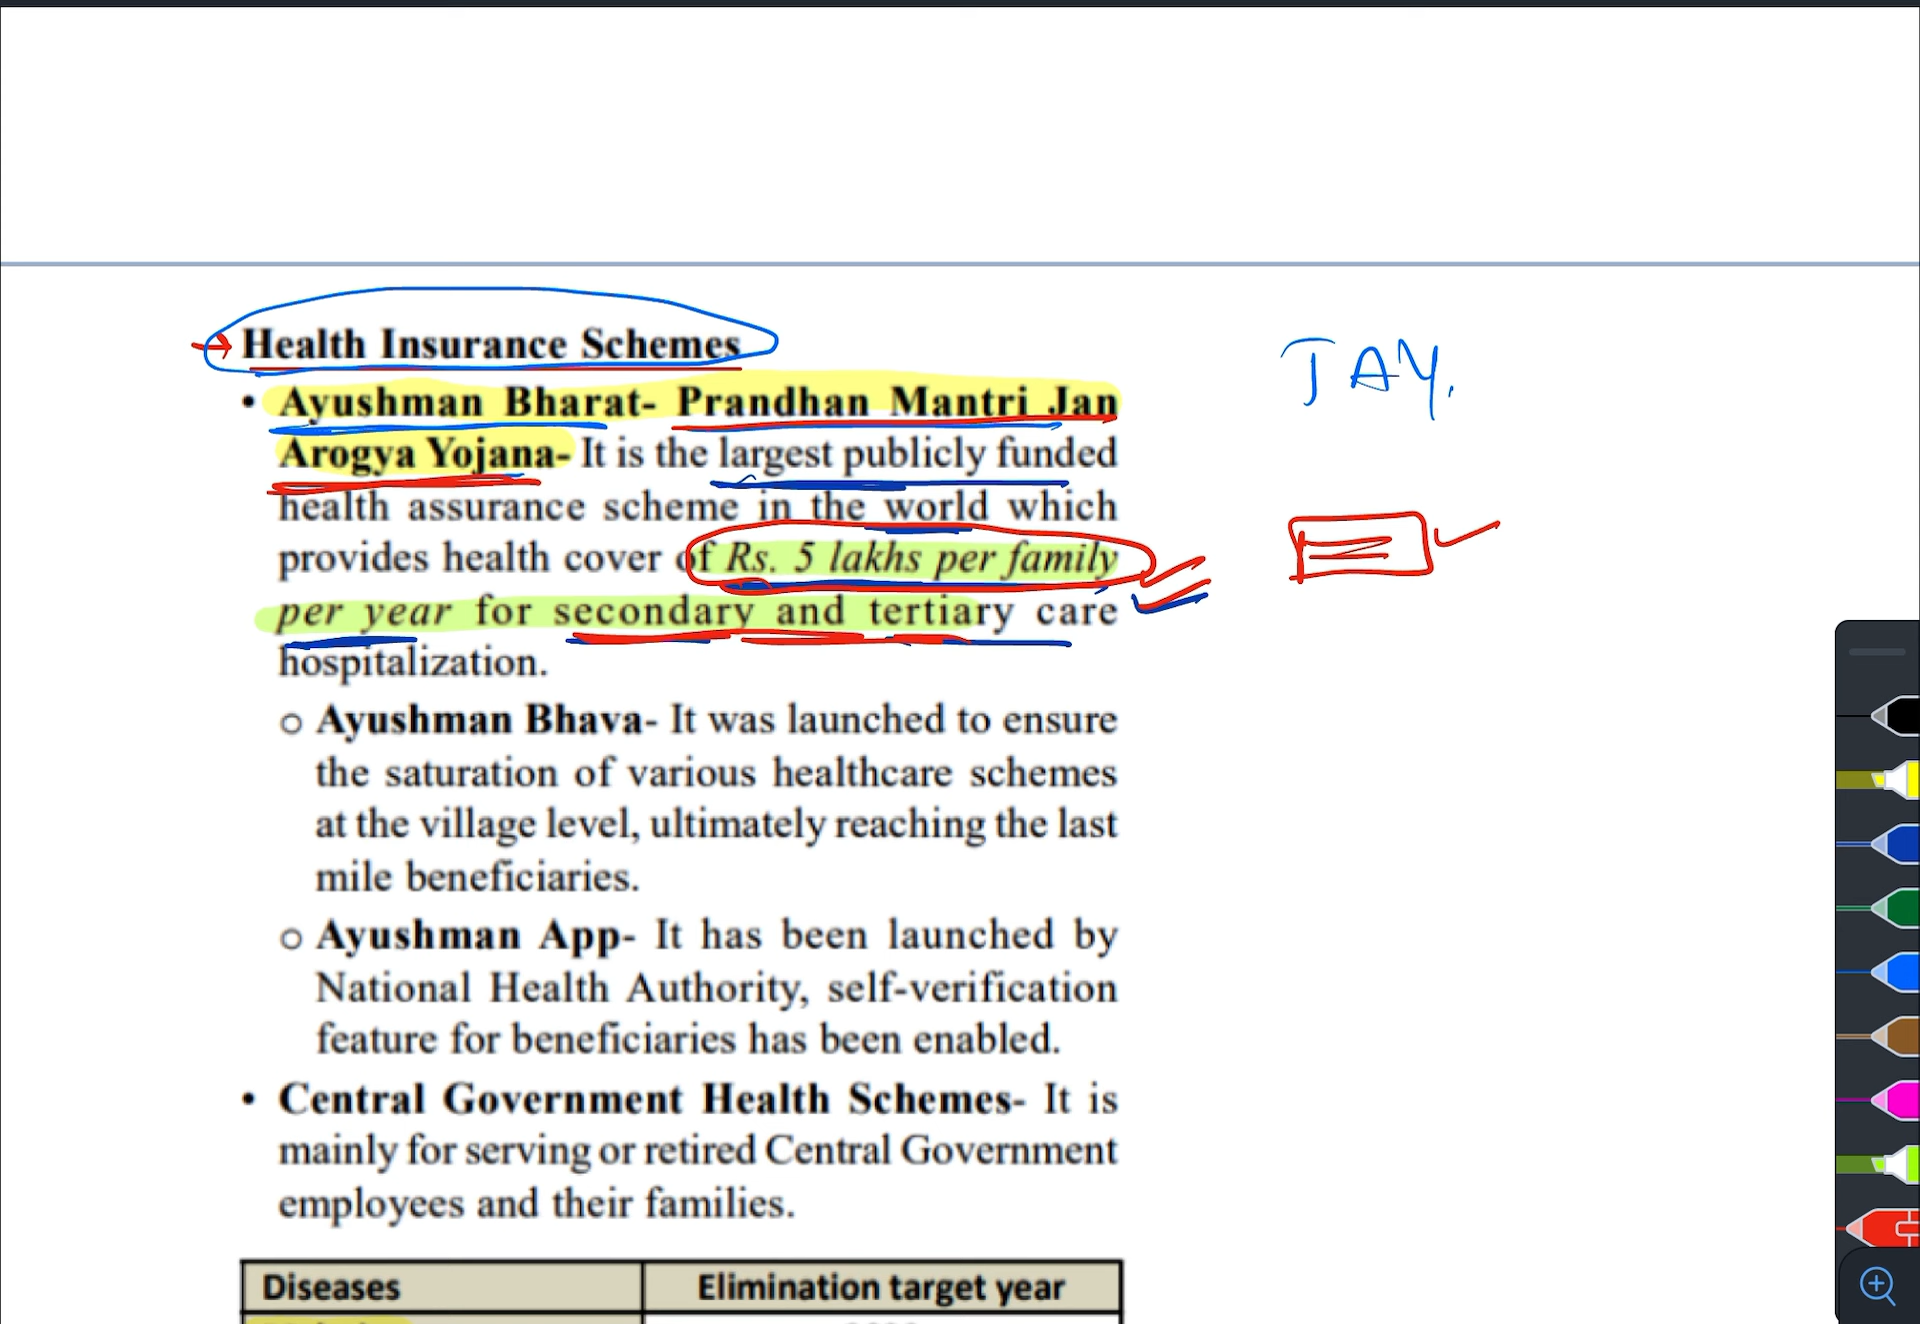 Health Insurance Schemes
JAY.
• Ayushman Bharat- Prandhan Mantri Jan
Arogya Yojana- It is the largest publicly funded
health assurance scheme in the world which
provides health cover of Rs. 5 lakhs per family
per year for secondary and tertiary care
hospitalization.
o Ayushman Bhava- It was launched to ensure
the saturation of various healthcare schemes
at the village level, ultimately reaching the last
mile beneficiaries.
o Ayushman App- It has been launched by
National Health Authority, self-verification
feature for beneficiaries has been enabled.
• Central Government Health Schemes- It is
mainly for serving or retired Central Government
employees and their families.
Diseases Elimination target year